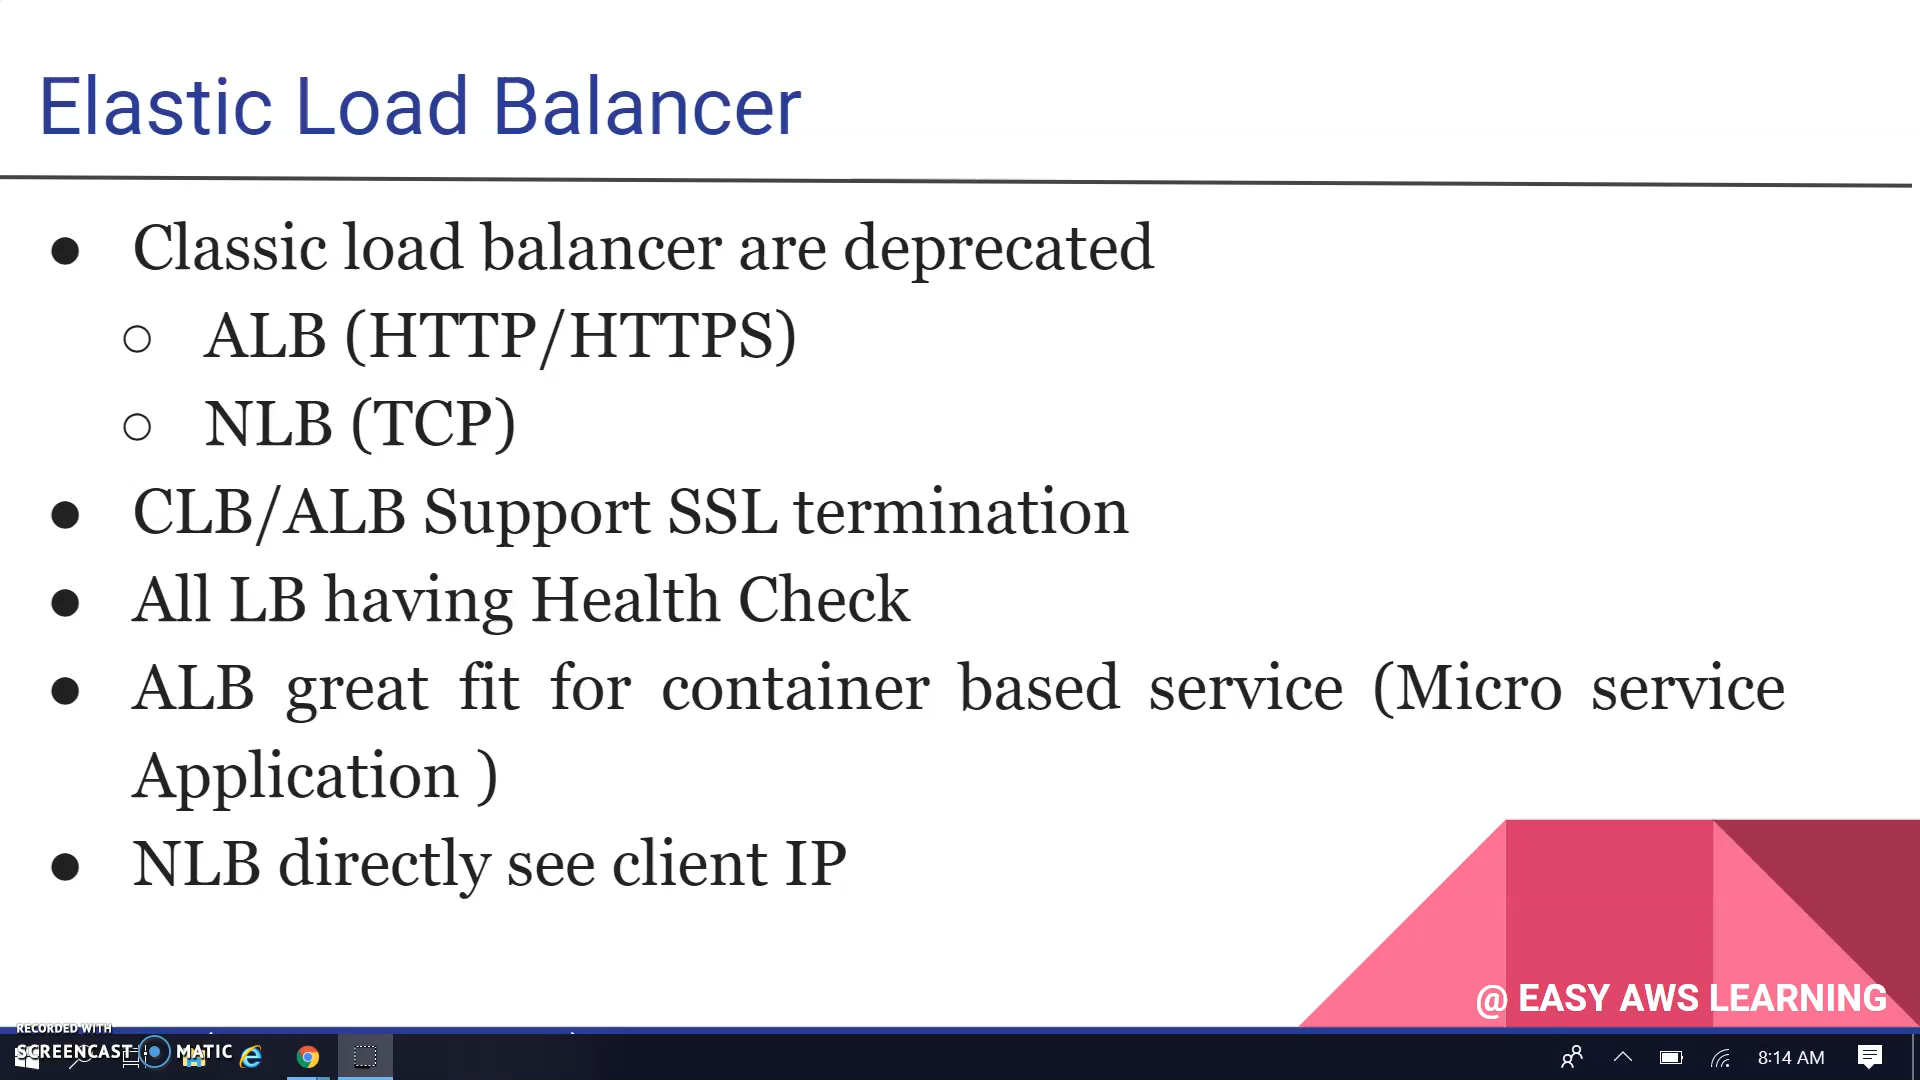 Elastic Load Balancer
● Classic load balancer are deprecated
○ ALB (HTTP/HTTPS)
○ NLB (TCP)
● CLB/ALB Support SSL termination
● All LB having Health Check
● ALB great fit for container based service (Micro service
Application )
● NLB directly see client IP
@ EASY AWS LEARNING
RECORDED WITH
SCREENCAST-O-MATIC
8:14 AM